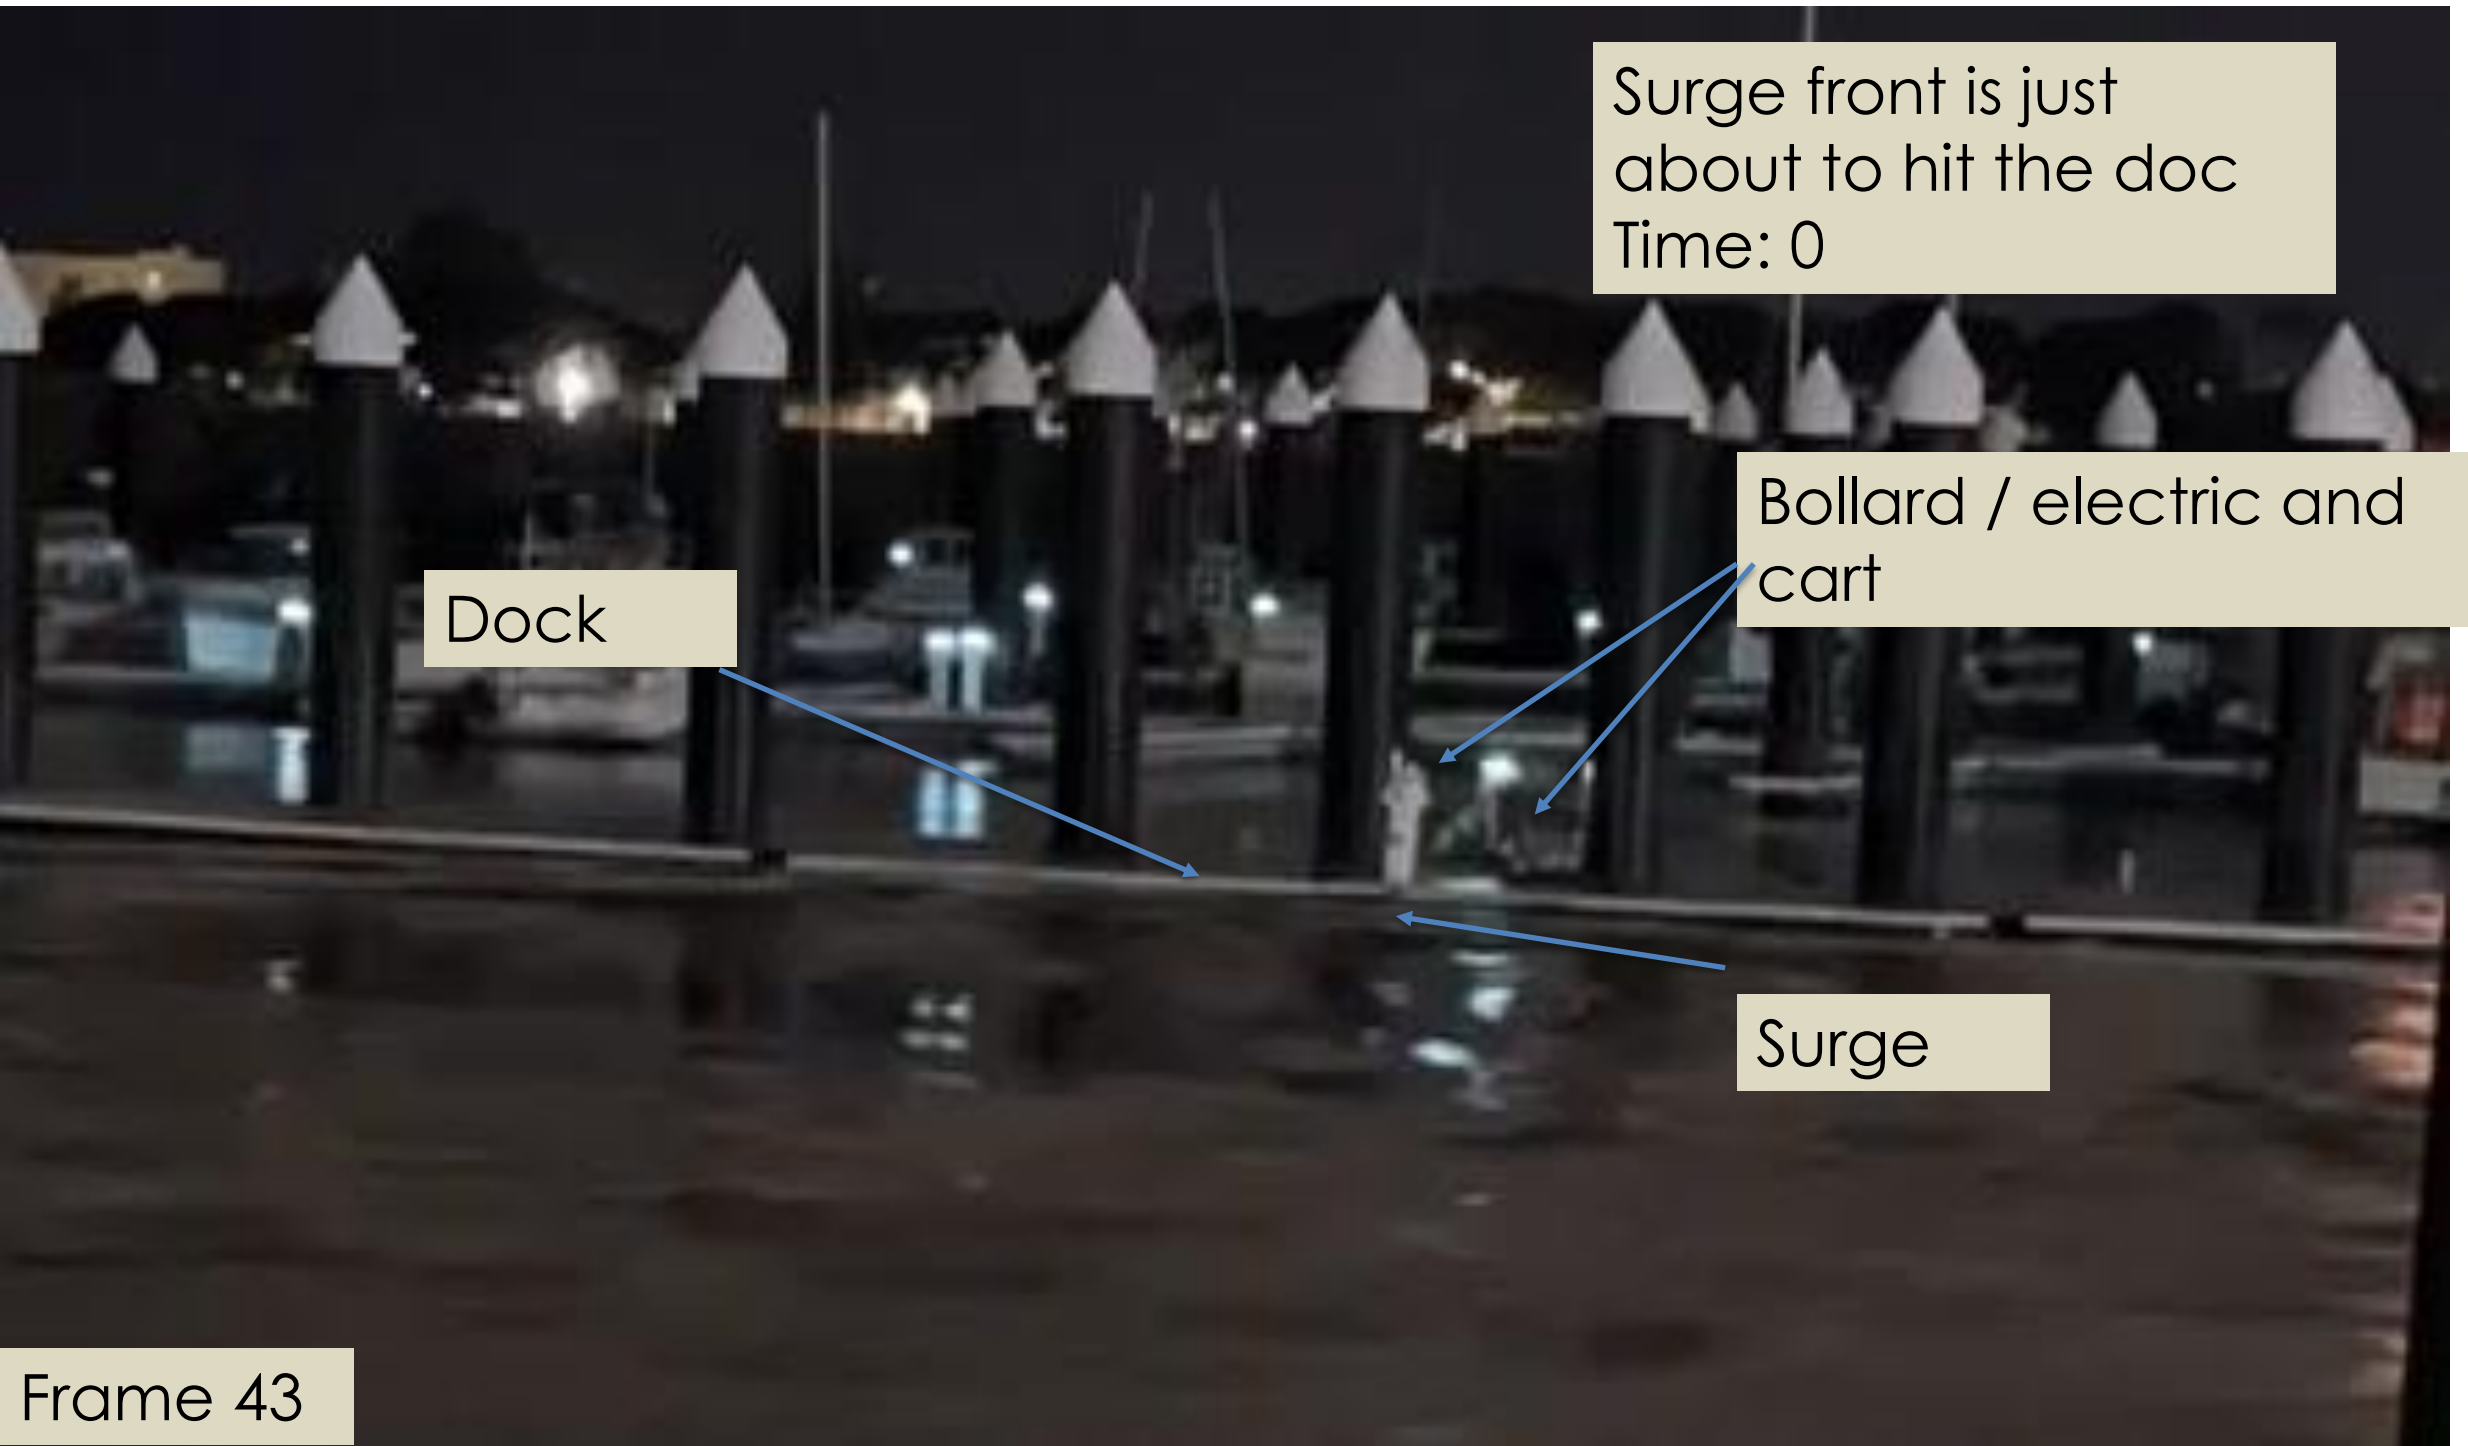 Surge front is just
about to hit the doc
Time: 0
Bollard / electric and
cart
Dock
Surge
Frame 43